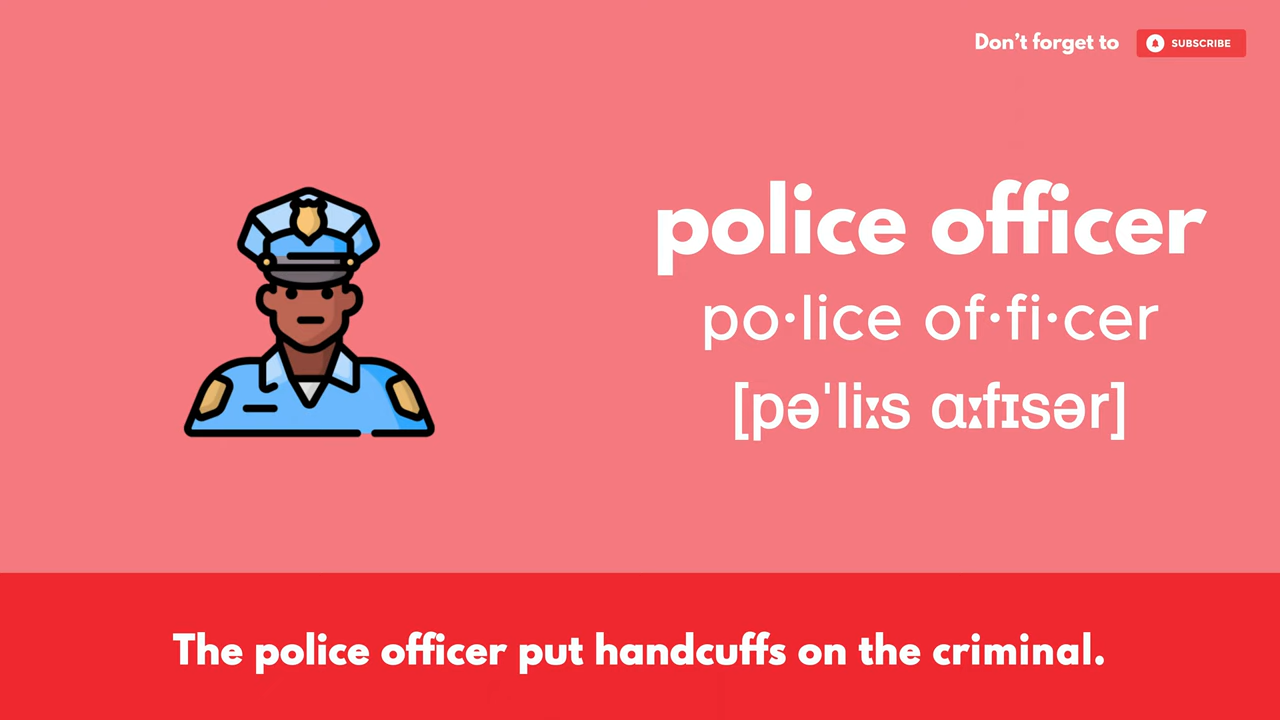 Don't forget to SUBSCRIBE
police officer
po·lice of·fi·cer
[pəˈliːs ɑːfɪsər]
The police officer put handcuffs on the criminal.